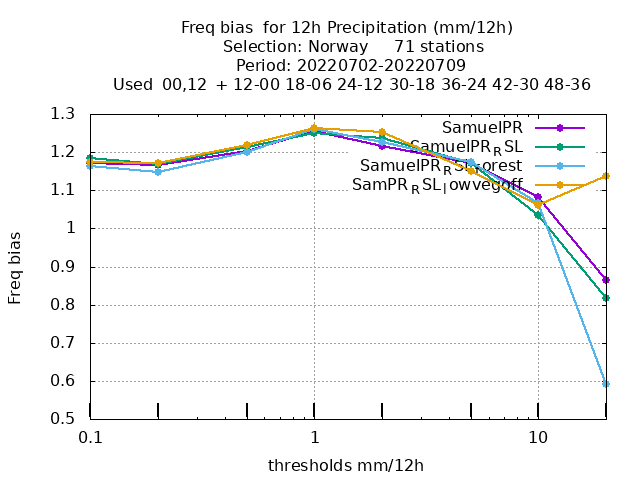 Freq bias  for 12h Precipitation (mm/12h)
Selection: Norway     71 stations
Period: 20220702-20220709
Used  00,12  + 12-00 18-06 24-12 30-18 36-24 42-30 48-36
1.3
1.2
1.1
1
0.9
0.8
0.7
0.6
0.5
Freq bias
SamuelPR
SamuelPR_RSL
SamuelPR_RSL_forest
SamPR_RSL_lowvegoff
0.1
1
10
thresholds mm/12h